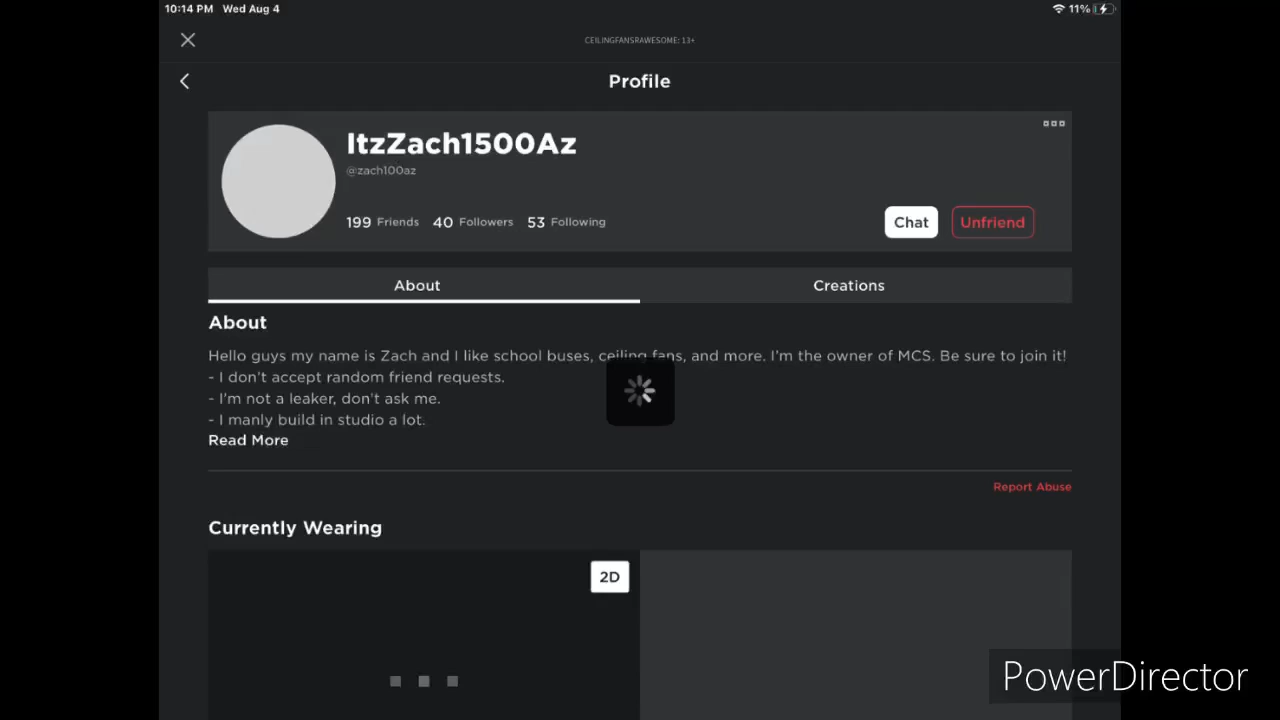 10:14 PM Wed Aug 4
11%
CEILINGFANSRAWESOME: 13+
Profile
ItzZach1500Az
@zach100az
199 Friends 40 Followers 53 Following
Chat
Unfriend
About
Creations
About
Hello guys my name is Zach and I like school buses, ceiling fans, and more. I'm the owner of MCS. Be sure to join it!
- I don't accept random friend requests.
- I'm not a leaker, don't ask me.
- I manly build in studio a lot.
Read More
Report Abuse
Currently Wearing
2D
PowerDirector